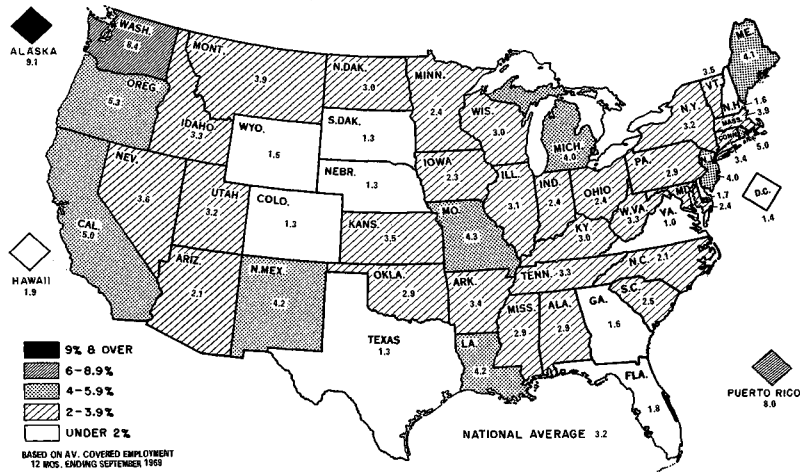 ALASKA
9.1
HAWAII
1.9
WASH.
6.4
OREG.
5.3
CAL.
5.0
NEV.
3.6
IDAHO
3.3
MONT.
3.9
WYO.
1.5
UTAH
3.2
COLO.
1.3
ARIZ.
2.1
N.MEX.
4.2
N.DAK.
3.0
S.DAK.
1.3
NEBR.
1.3
KANS.
3.5
OKLA.
2.9
TEXAS
1.3
MINN.
2.4
IOWA
2.3
MO.
4.3
ARK.
3.4
LA.
4.2
WIS.
3.0
ILL.
3.1
MICH.
4.0
IND.
2.4
OHIO
2.4
KY.
3.0
TENN. 3.3
MISS.
2.9
ALA.
2.9
GA.
1.6
FLA.
1.8
S.C.
2.5
N.C. 2.1
VA.
1.0
W.VA.
3.3
PA.
2.9
N.Y.
3.2
3.5
VT.
N.H. 1.6
ME.
4.1
MASS. 3.9
CONN.
5.0
3.4
N.J.
4.0
MD.
1.7
2.4
D.C.
1.4
PUERTO RICO
8.0
9% & OVER
6-8.9%
4-5.9%
2-3.9%
UNDER 2%
BASED ON AV. COVERED EMPLOYMENT
12 MOS. ENDING SEPTEMBER 1969
NATIONAL AVERAGE 3.2